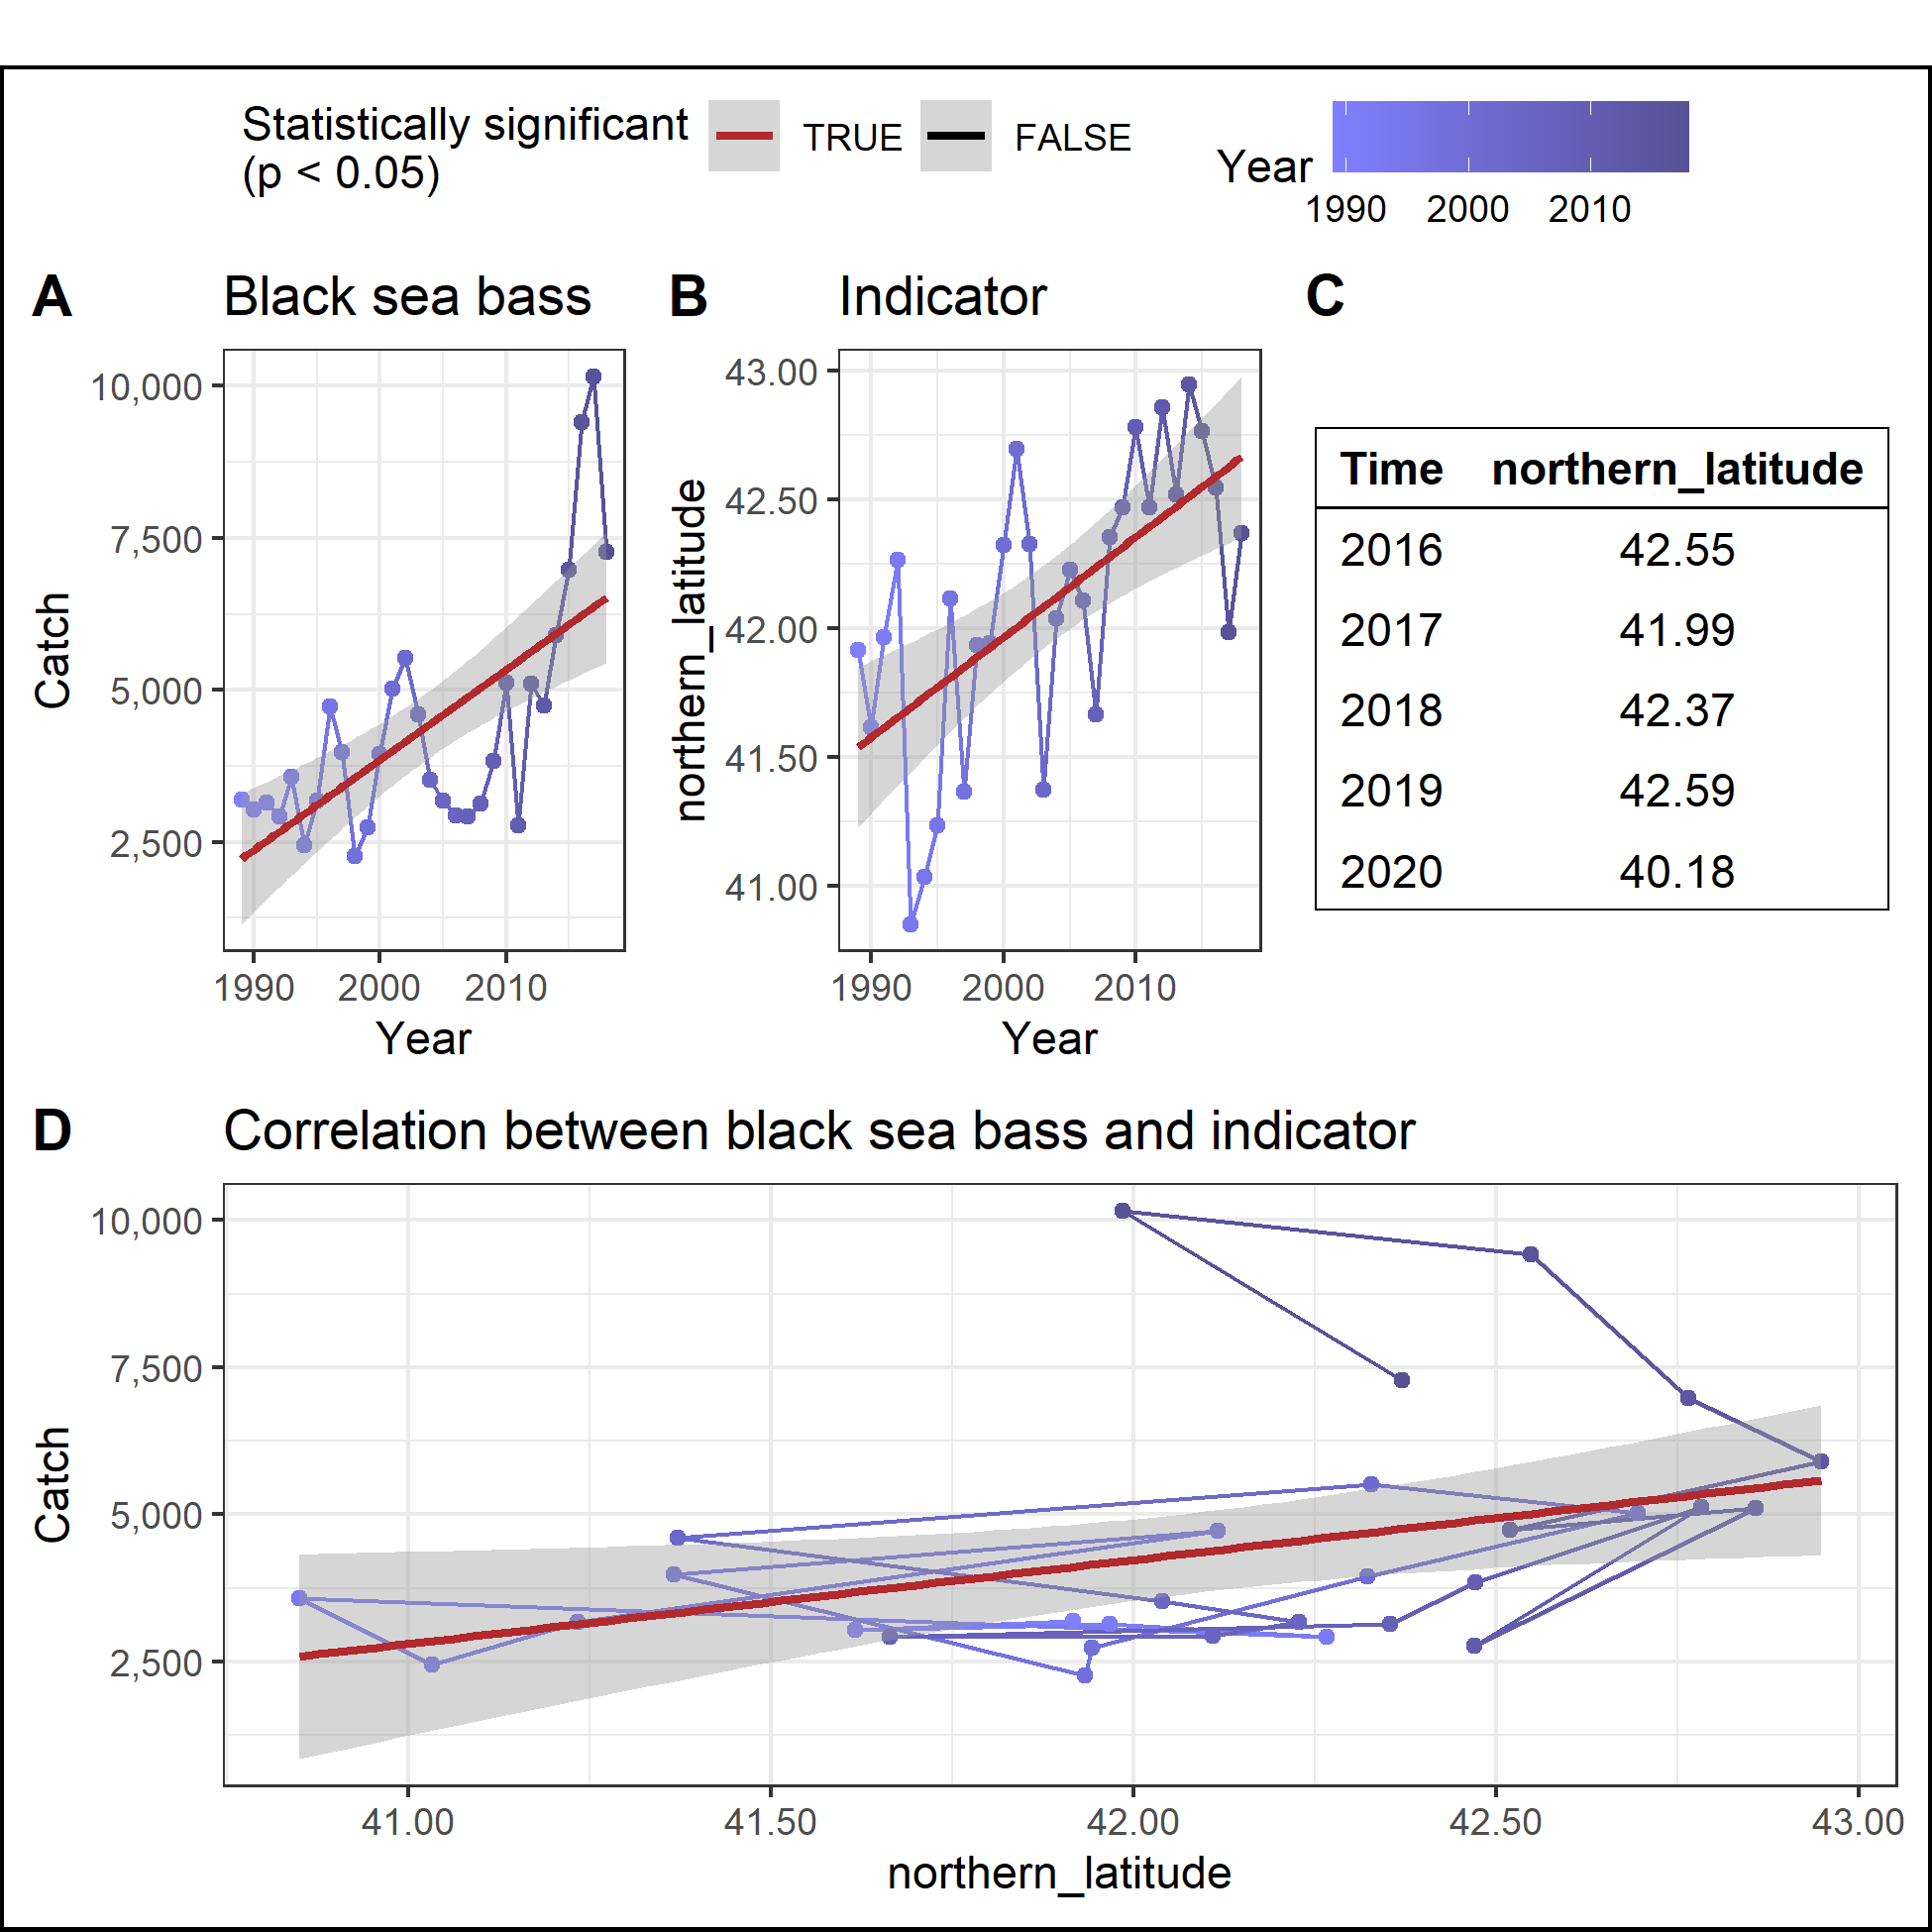 Statistically significant
(p < 0.05)
TRUE
FALSE
Year
1990 2000 2010
A
Black sea bass
Catch
10,000
7,500
5,000
2,500
1990 2000 2010
Year
B
Indicator
northern_latitude
43.00
42.50
42.00
41.50
41.00
1990 2000 2010
Year
C
Time northern_latitude
2016 42.55
2017 41.99
2018 42.37
2019 42.59
2020 40.18
D
Correlation between black sea bass and indicator
Catch
10,000
7,500
5,000
2,500
41.00 41.50 42.00 42.50 43.00
northern_latitude